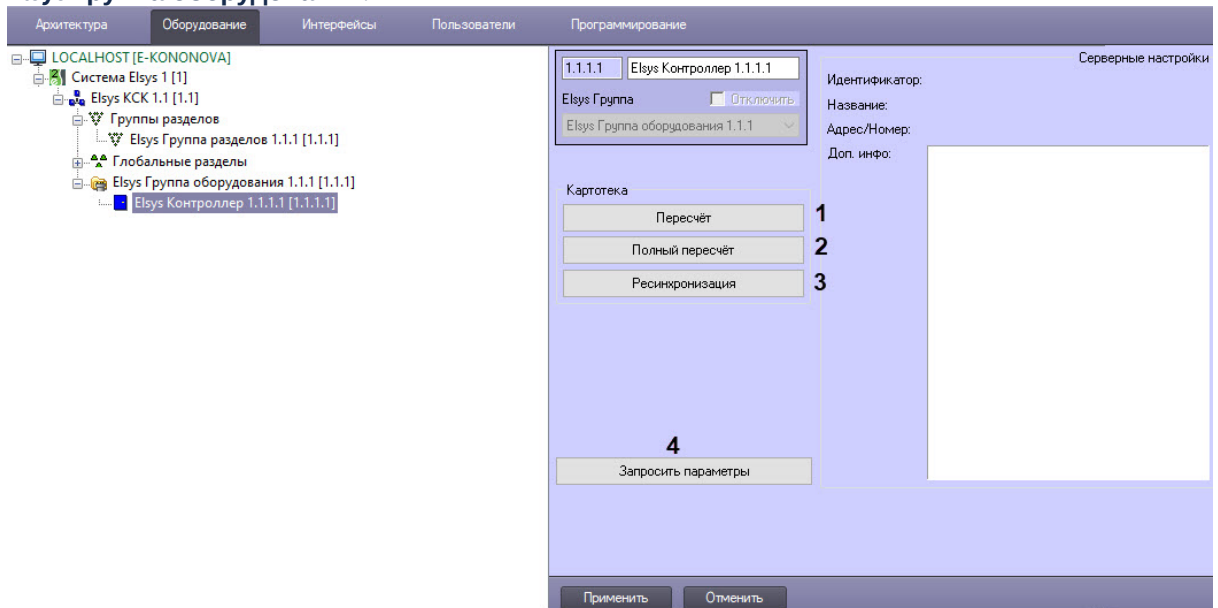 Архитектура Оборудование Интерфейсы Пользователи Программирование
LOCALHOST [E-KONONOVA]
Система Elsys 1 [1]
Elsys КСК 1.1 [1.1]
Группы разделов
Elsys Группа разделов 1.1.1 [1.1.1]
Глобальные разделы
Elsys Группа оборудования 1.1.1 [1.1.1]
Elsys Контроллер 1.1.1.1 [1.1.1.1]
1.1.1.1 Elsys Контроллер 1.1.1.1
Elsys Группа Отключить
Elsys Группа оборудования 1.1.1
Картотека
Пересчёт 1
Полный пересчёт 2
Ресинхронизация 3
4
Запросить параметры
Серверные настройки
Идентификатор:
Название:
Адрес/Номер:
Доп. инфо:
Применить Отменить